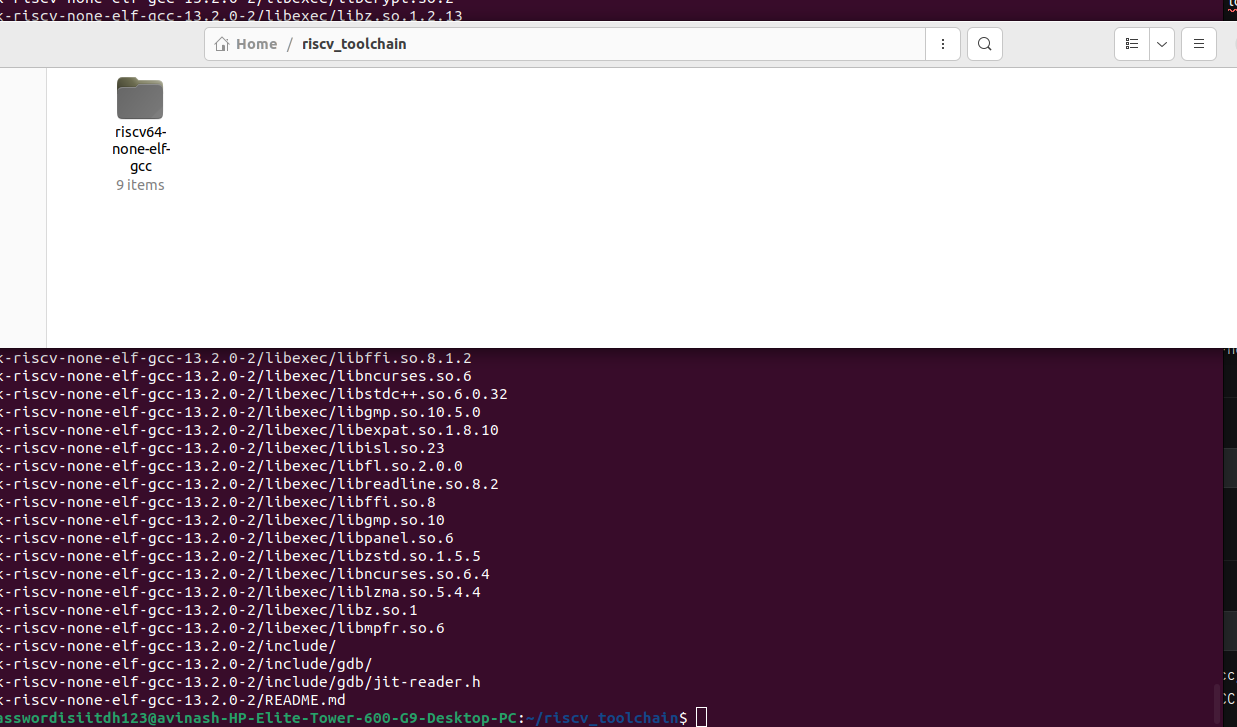 k-riscv-none-elf-gcc-13.2.0-2/libexec/libcrypt.so.2
k-riscv-none-elf-gcc-13.2.0-2/libexec/libz.so.1.2.13
Home / riscv_toolchain
riscv64-
none-elf-
gcc
9 items
k-riscv-none-elf-gcc-13.2.0-2/libexec/libffi.so.8.1.2
k-riscv-none-elf-gcc-13.2.0-2/libexec/libncurses.so.6
k-riscv-none-elf-gcc-13.2.0-2/libexec/libstdc++.so.6.0.32
k-riscv-none-elf-gcc-13.2.0-2/libexec/libgmp.so.10.5.0
k-riscv-none-elf-gcc-13.2.0-2/libexec/libexpat.so.1.8.10
k-riscv-none-elf-gcc-13.2.0-2/libexec/libisl.so.23
k-riscv-none-elf-gcc-13.2.0-2/libexec/libfl.so.2.0.0
k-riscv-none-elf-gcc-13.2.0-2/libexec/libreadline.so.8.2
k-riscv-none-elf-gcc-13.2.0-2/libexec/libffi.so.8
k-riscv-none-elf-gcc-13.2.0-2/libexec/libgmp.so.10
k-riscv-none-elf-gcc-13.2.0-2/libexec/libpanel.so.6
k-riscv-none-elf-gcc-13.2.0-2/libexec/libzstd.so.1.5.5
k-riscv-none-elf-gcc-13.2.0-2/libexec/libncurses.so.6.4
k-riscv-none-elf-gcc-13.2.0-2/libexec/liblzma.so.5.4.4
k-riscv-none-elf-gcc-13.2.0-2/libexec/libz.so.1
k-riscv-none-elf-gcc-13.2.0-2/libexec/libmpfr.so.6
k-riscv-none-elf-gcc-13.2.0-2/include/
k-riscv-none-elf-gcc-13.2.0-2/include/gdb/
k-riscv-none-elf-gcc-13.2.0-2/include/gdb/jit-reader.h
k-riscv-none-elf-gcc-13.2.0-2/README.md
asswordisiitdh123@avinash-HP-Elite-Tower-600-G9-Desktop-PC:~/riscv_toolchain$